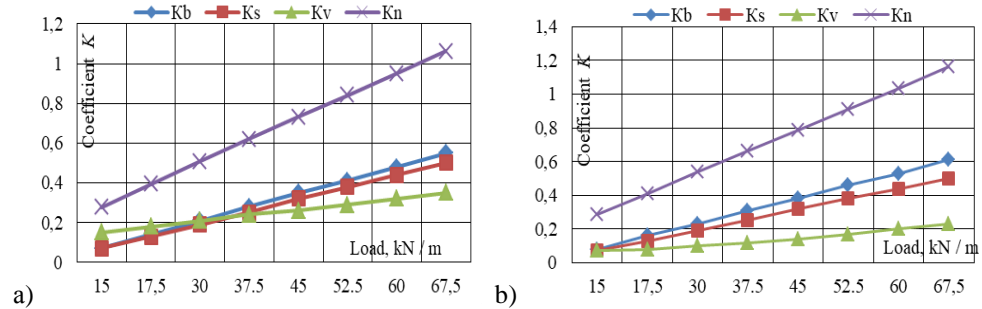 Kb Ks Kv Kn
1,2
1
0,8
0,6
0,4
0,2
0
Coefficient K
Load, kN / m
15 17,5 30 37.5 45 52.5 60 67,5
a)
Kb Ks Kv Kn
1,4
1,2
1
0,8
0,6
0,4
0,2
0
Coefficient K
Load, kN / m
15 17,5 30 37.5 45 52.5 60 67,5
b)